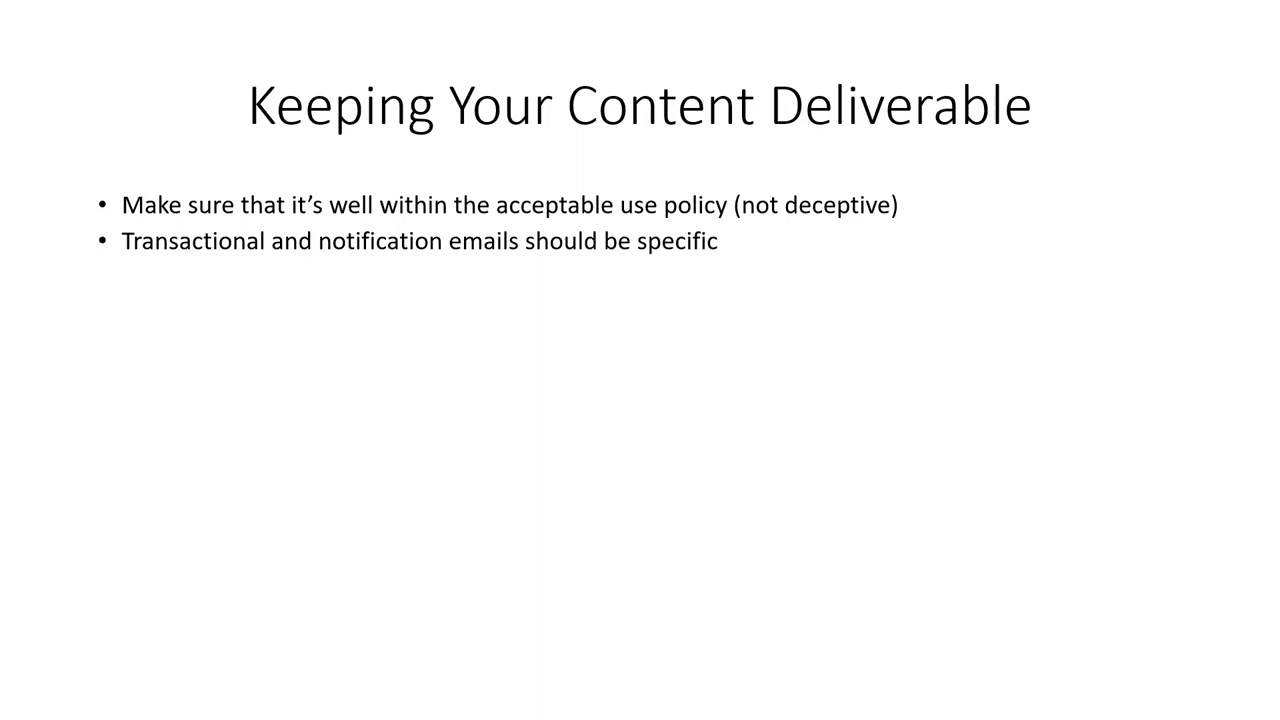 Keeping Your Content Deliverable
• Make sure that it’s well within the acceptable use policy (not deceptive)
• Transactional and notification emails should be specific